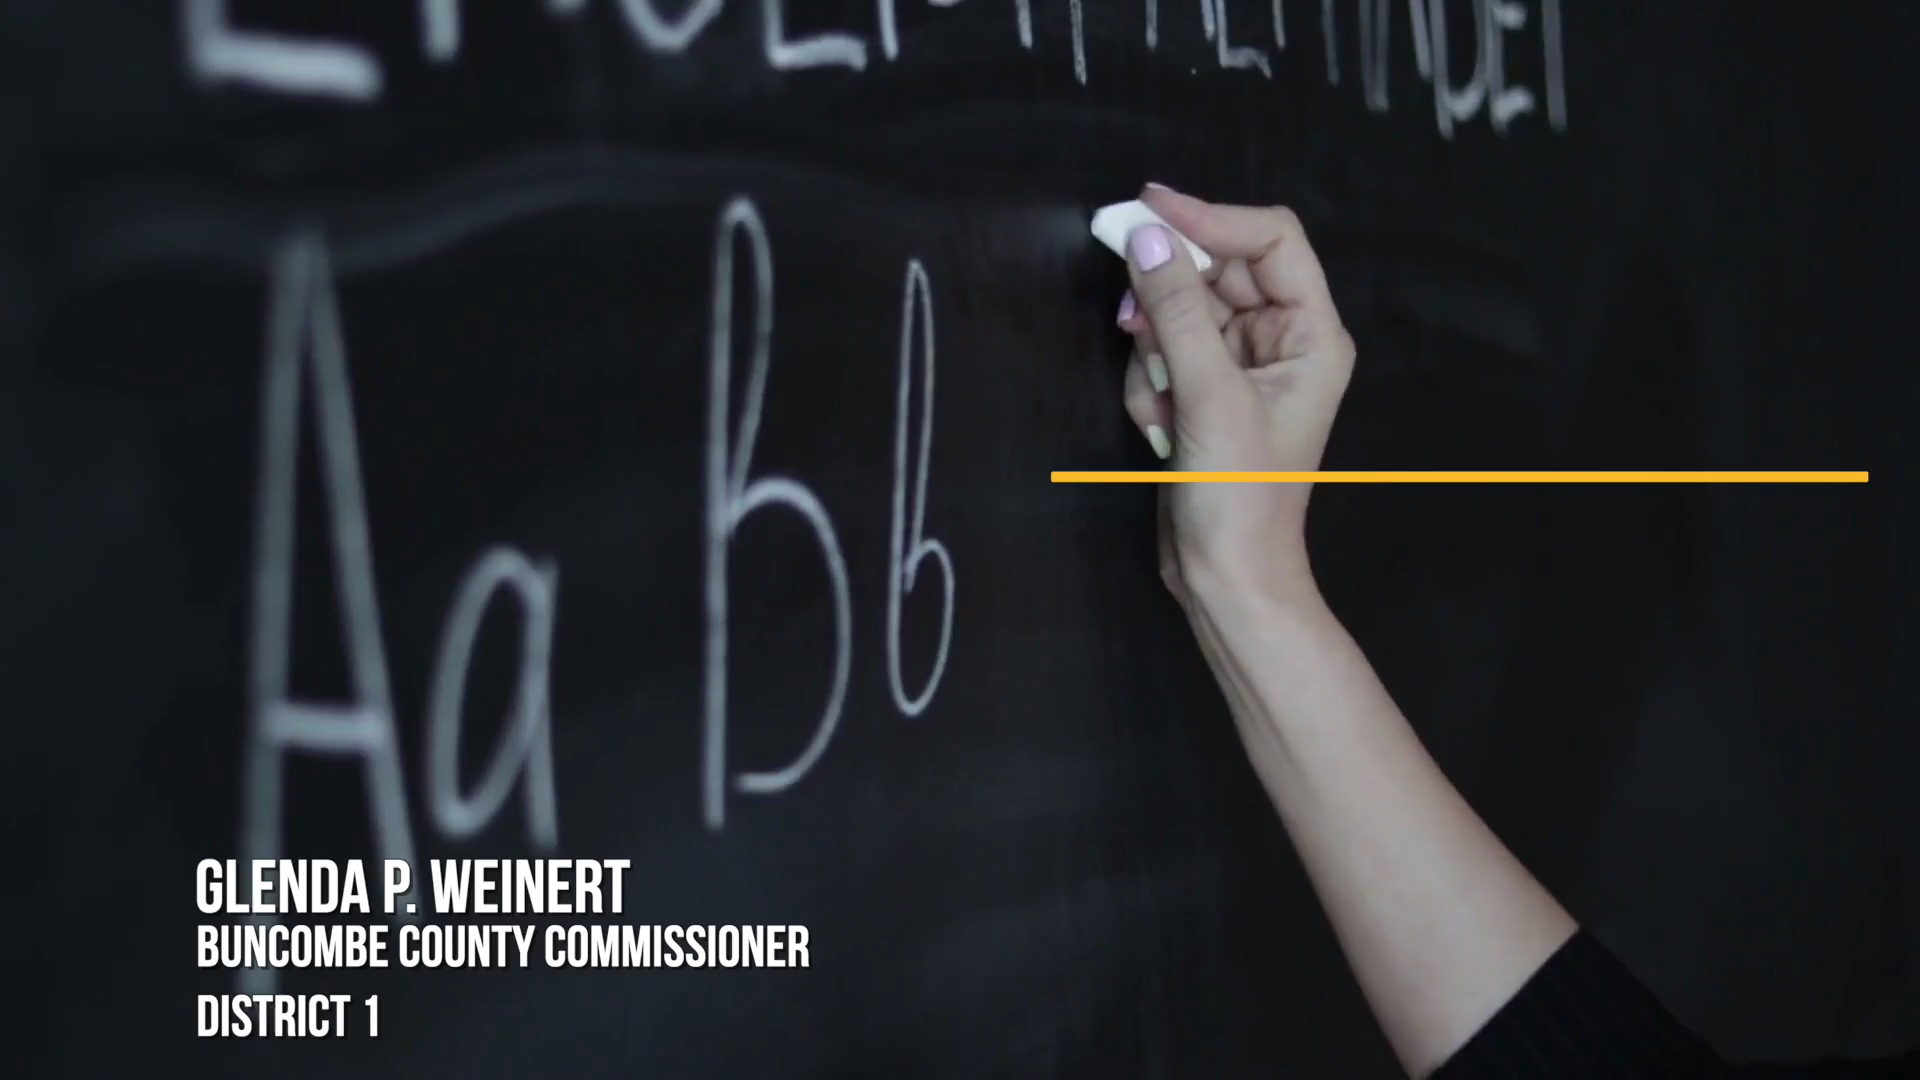 Aa Bb
GLENDA P. WEINERT
BUNCOMBE COUNTY COMMISSIONER
DISTRICT 1